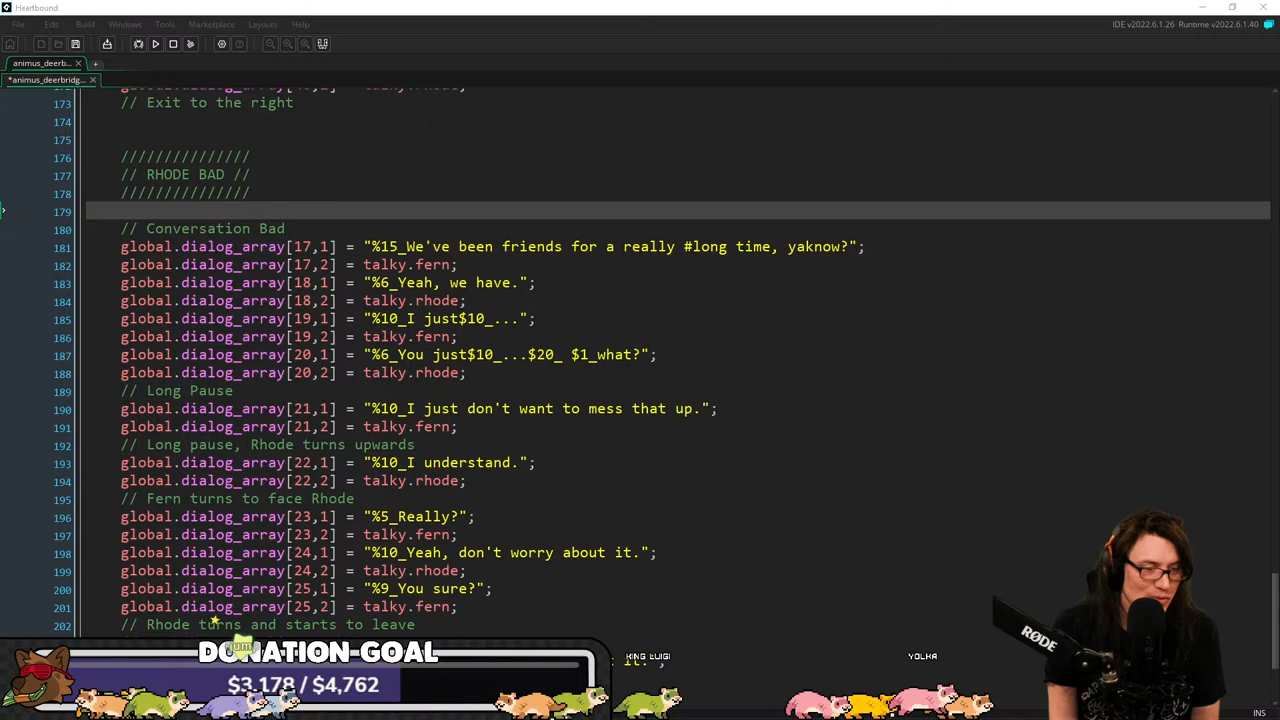 Heartbound
File Edit Build Windows Tools Marketplace Layouts Help
IDE v2022.6.1.26 Runtime v2022.6.1.40
animus_deerb...
*animus_deerbridg...
173 // Exit to the right
174
175
176 ///////////////
177 // RHODE BAD //
178 ///////////////
179
180 // Conversation Bad
181 global.dialog_array[17,1] = "%15_We've been friends for a really #long time, yaknow?";
182 global.dialog_array[17,2] = talky.fern;
183 global.dialog_array[18,1] = "%6_Yeah, we have.";
184 global.dialog_array[18,2] = talky.rhode;
185 global.dialog_array[19,1] = "%10_I just$10_...";
186 global.dialog_array[19,2] = talky.fern;
187 global.dialog_array[20,1] = "%6_You just$10_...$20_ $1_what?";
188 global.dialog_array[20,2] = talky.rhode;
189 // Long Pause
190 global.dialog_array[21,1] = "%10_I just don't want to mess that up.";
191 global.dialog_array[21,2] = talky.fern;
192 // Long pause, Rhode turns upwards
193 global.dialog_array[22,1] = "%10_I understand.";
194 global.dialog_array[22,2] = talky.rhode;
195 // Fern turns to face Rhode
196 global.dialog_array[23,1] = "%5_Really?";
197 global.dialog_array[23,2] = talky.fern;
198 global.dialog_array[24,1] = "%10_Yeah, don't worry about it.";
199 global.dialog_array[24,2] = talky.rhode;
200 global.dialog_array[25,1] = "%9_You sure?";
201 global.dialog_array[25,2] = talky.fern;
202 // Rhode turns and starts to leave
DONATION GOAL
$3,178 / $4,762
KING LUIGI
YOLKA
RØDE
INS